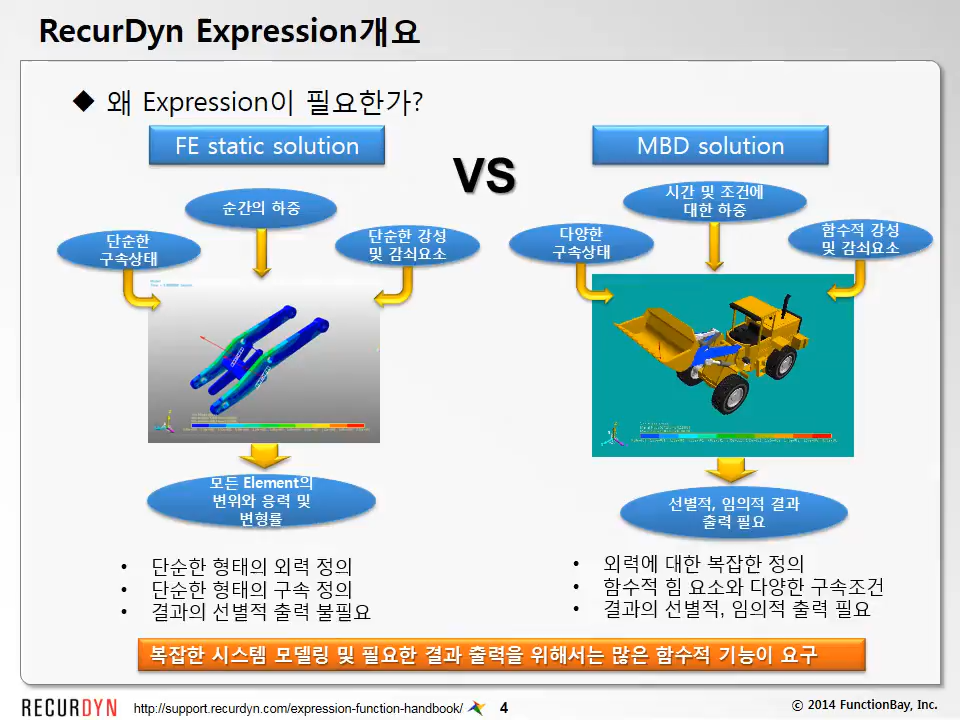 RecurDyn Expression개요
◆ 왜 Expression이 필요한가?
FE static solution
VS
MBD solution
순간의 하중
단순한
구속상태
단순한 강성
및 감쇠요소
시간 및 조건에
대한 하중
다양한
구속상태
함수적 강성
및 감쇠요소
모든 Element의
변위와 응력 및
변형률
선별적, 임의적 결과
출력 필요
• 단순한 형태의 외력 정의
• 단순한 형태의 구속 정의
• 결과의 선별적 출력 불필요
• 외력에 대한 복잡한 정의
• 함수적 힘 요소와 다양한 구속조건
• 결과의 선별적, 임의적 출력 필요
복잡한 시스템 모델링 및 필요한 결과 출력을 위해서는 많은 함수적 기능이 요구
RECURDYN
http://support.recurdyn.com/expression-function-handbook/
4
© 2014 FunctionBay, Inc.